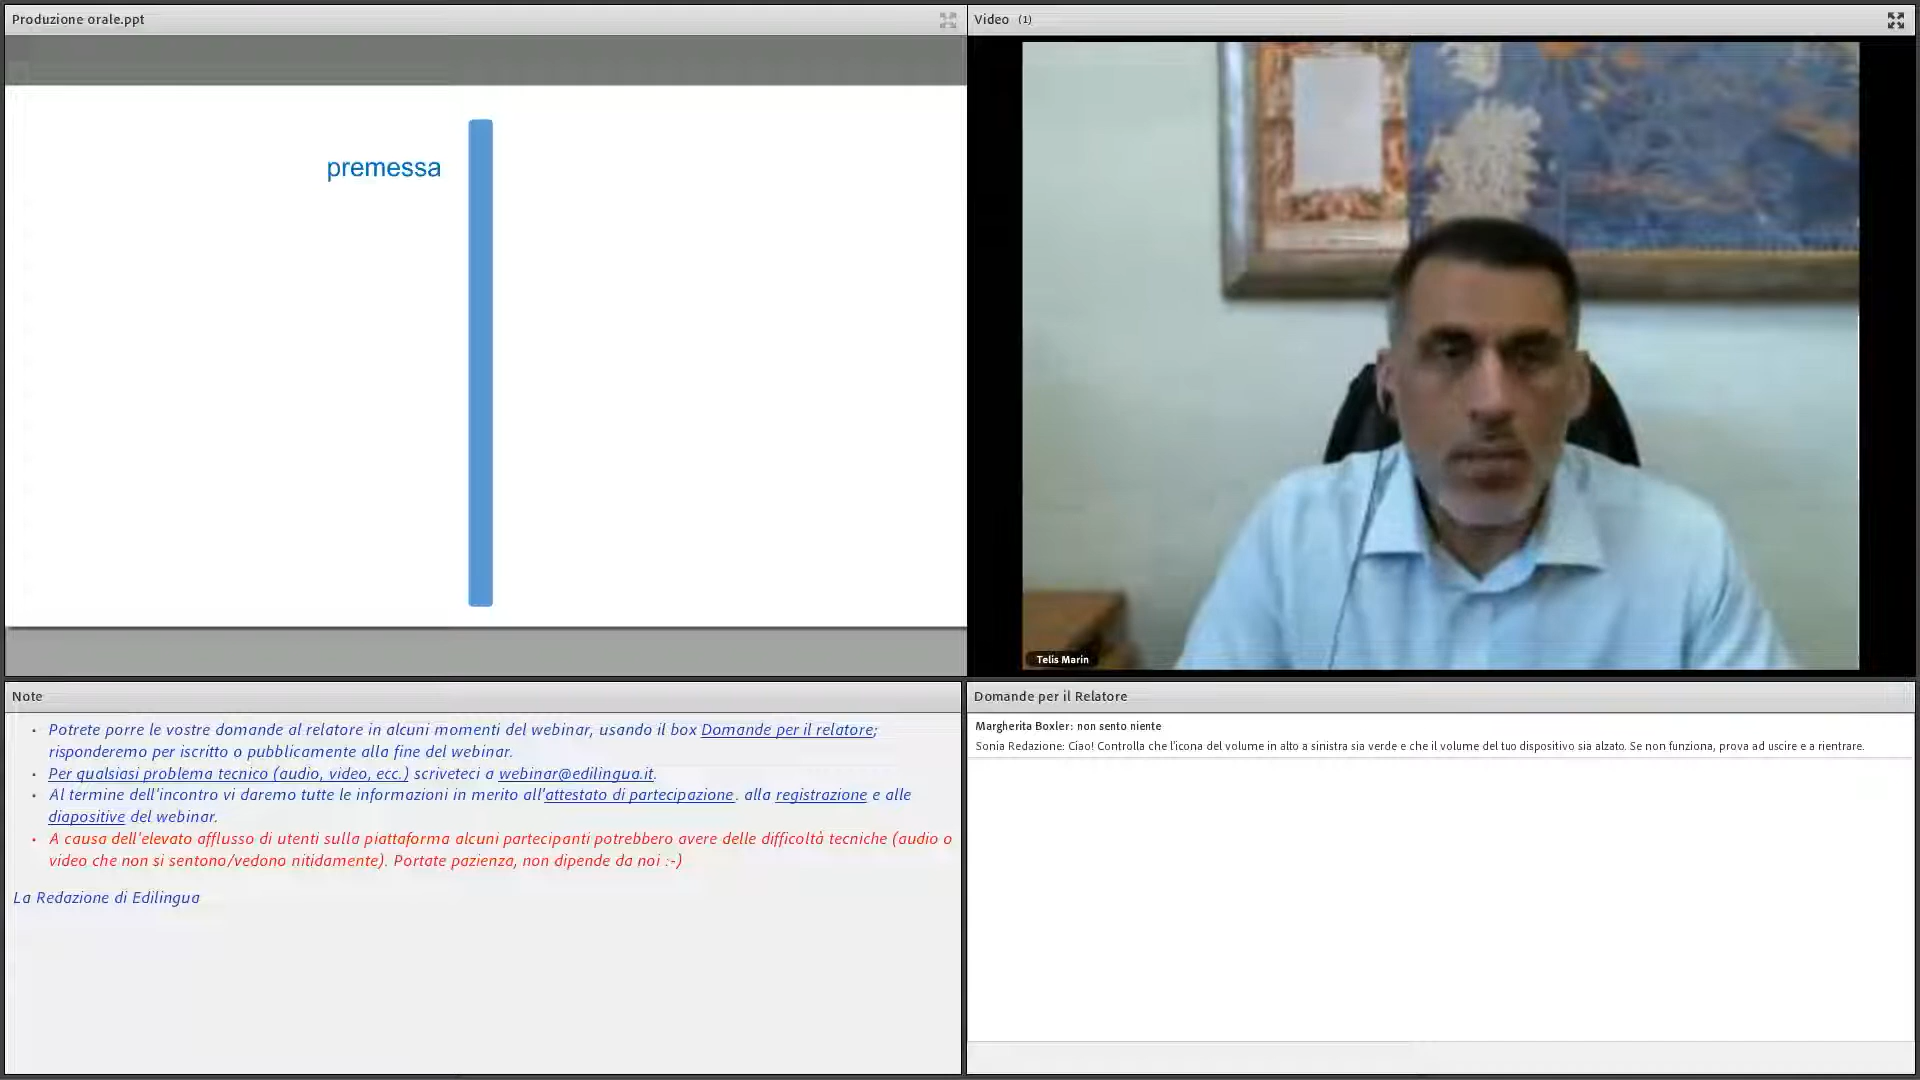 Produzione orale.ppt
Video (1)
premessa
Telis Marin
Note
• Potrete porre le vostre domande al relatore in alcuni momenti del webinar, usando il box Domande per il relatore;
risponderemo per iscritto o pubblicamente alla fine del webinar.
• Per qualsiasi problema tecnico (audio, video, ecc.) scriveteci a webinar@edilingua.it.
• Al termine dell'incontro vi daremo tutte le informazioni in merito all'attestato di partecipazione. alla registrazione e alle
diapositive del webinar.
• A causa dell'elevato afflusso di utenti sulla piattaforma alcuni partecipanti potrebbero avere delle difficoltà tecniche (audio o
video che non si sentono/vedono nitidamente). Portate pazienza, non dipende da noi :-)
La Redazione di Edilingua
Domande per il Relatore
Margherita Boxler: non sento niente
Sonia Redazione: Ciao! Controlla che l'icona del volume in alto a sinistra sia verde e che il volume del tuo dispositivo sia alzato. Se non funziona, prova ad uscire e a rientrare.